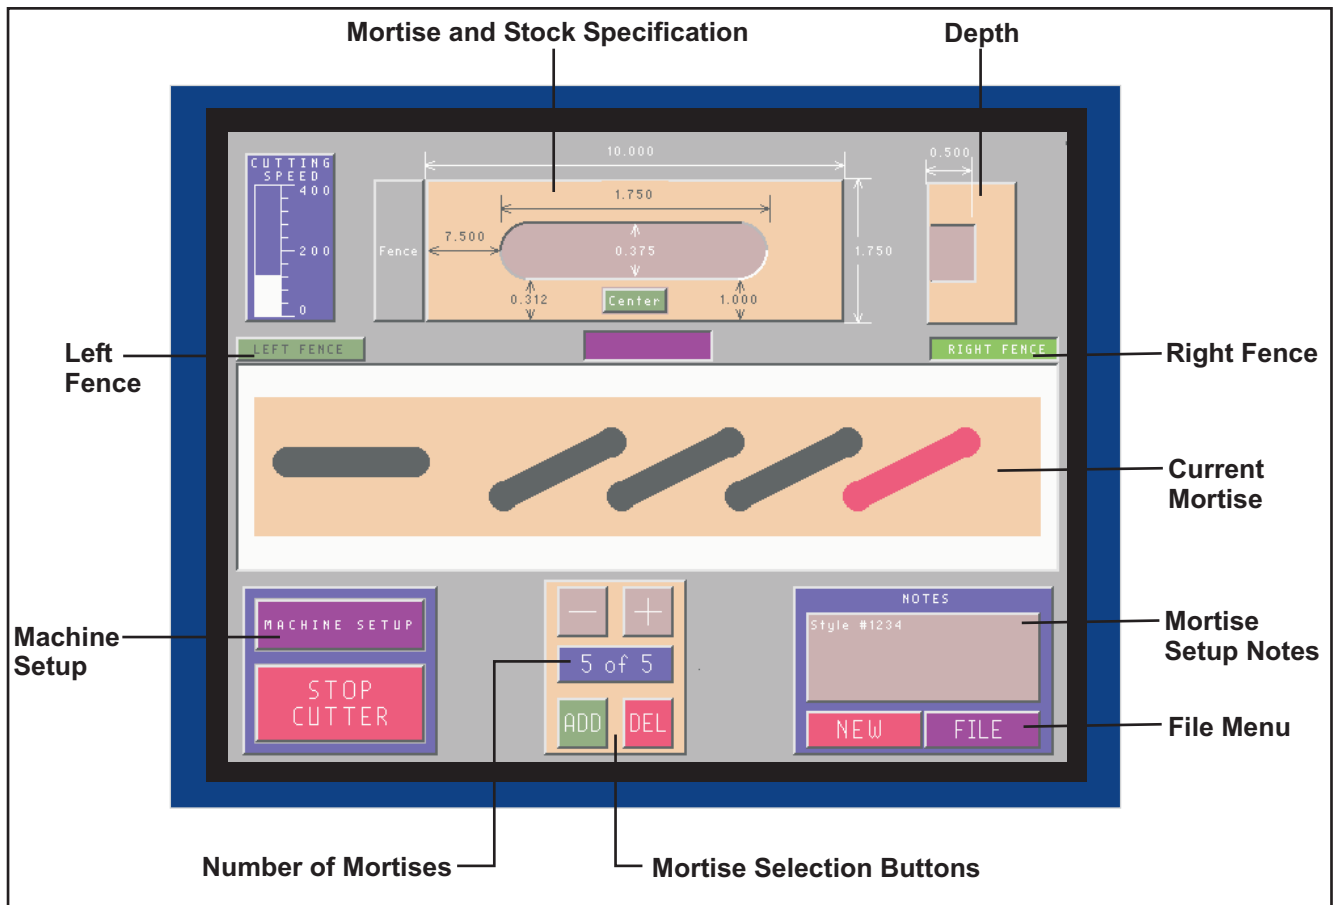 Mortise and Stock Specification
Depth
CUTTING
SPEED
400
200
0
10.000
0.500
1.750
7.500
Fence
0.375
1.750
0.312
Center
1.000
LEFT FENCE
RIGHT FENCE
Left
Fence
Right Fence
Current
Mortise
MACHINE SETUP
STOP
CUTTER
5 of 5
ADD
DEL
NOTES
Style #1234
NEW
FILE
Machine
Setup
Mortise
Setup Notes
File Menu
Number of Mortises
Mortise Selection Buttons